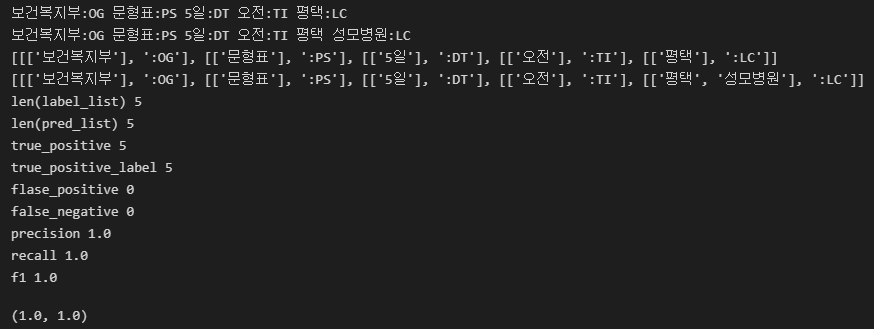 보건복지부:OG 문형표:PS 5일:DT 오전:TI 평택:LC
보건복지부:OG 문형표:PS 5일:DT 오전:TI 평택 성모병원:LC
[[['보건복지부'], ':OG'], [['문형표'], ':PS'], [['5일'], ':DT'], [['오전'], ':TI'], [['평택'], ':LC']]
[[['보건복지부'], ':OG'], [['문형표'], ':PS'], [['5일'], ':DT'], [['오전'], ':TI'], [['평택', '성모병원'], ':LC']]
len(label_list) 5
len(pred_list) 5
true_positive 5
true_positive_label 5
flase_positive 0
false_negative 0
precision 1.0
recall 1.0
f1 1.0
(1.0, 1.0)